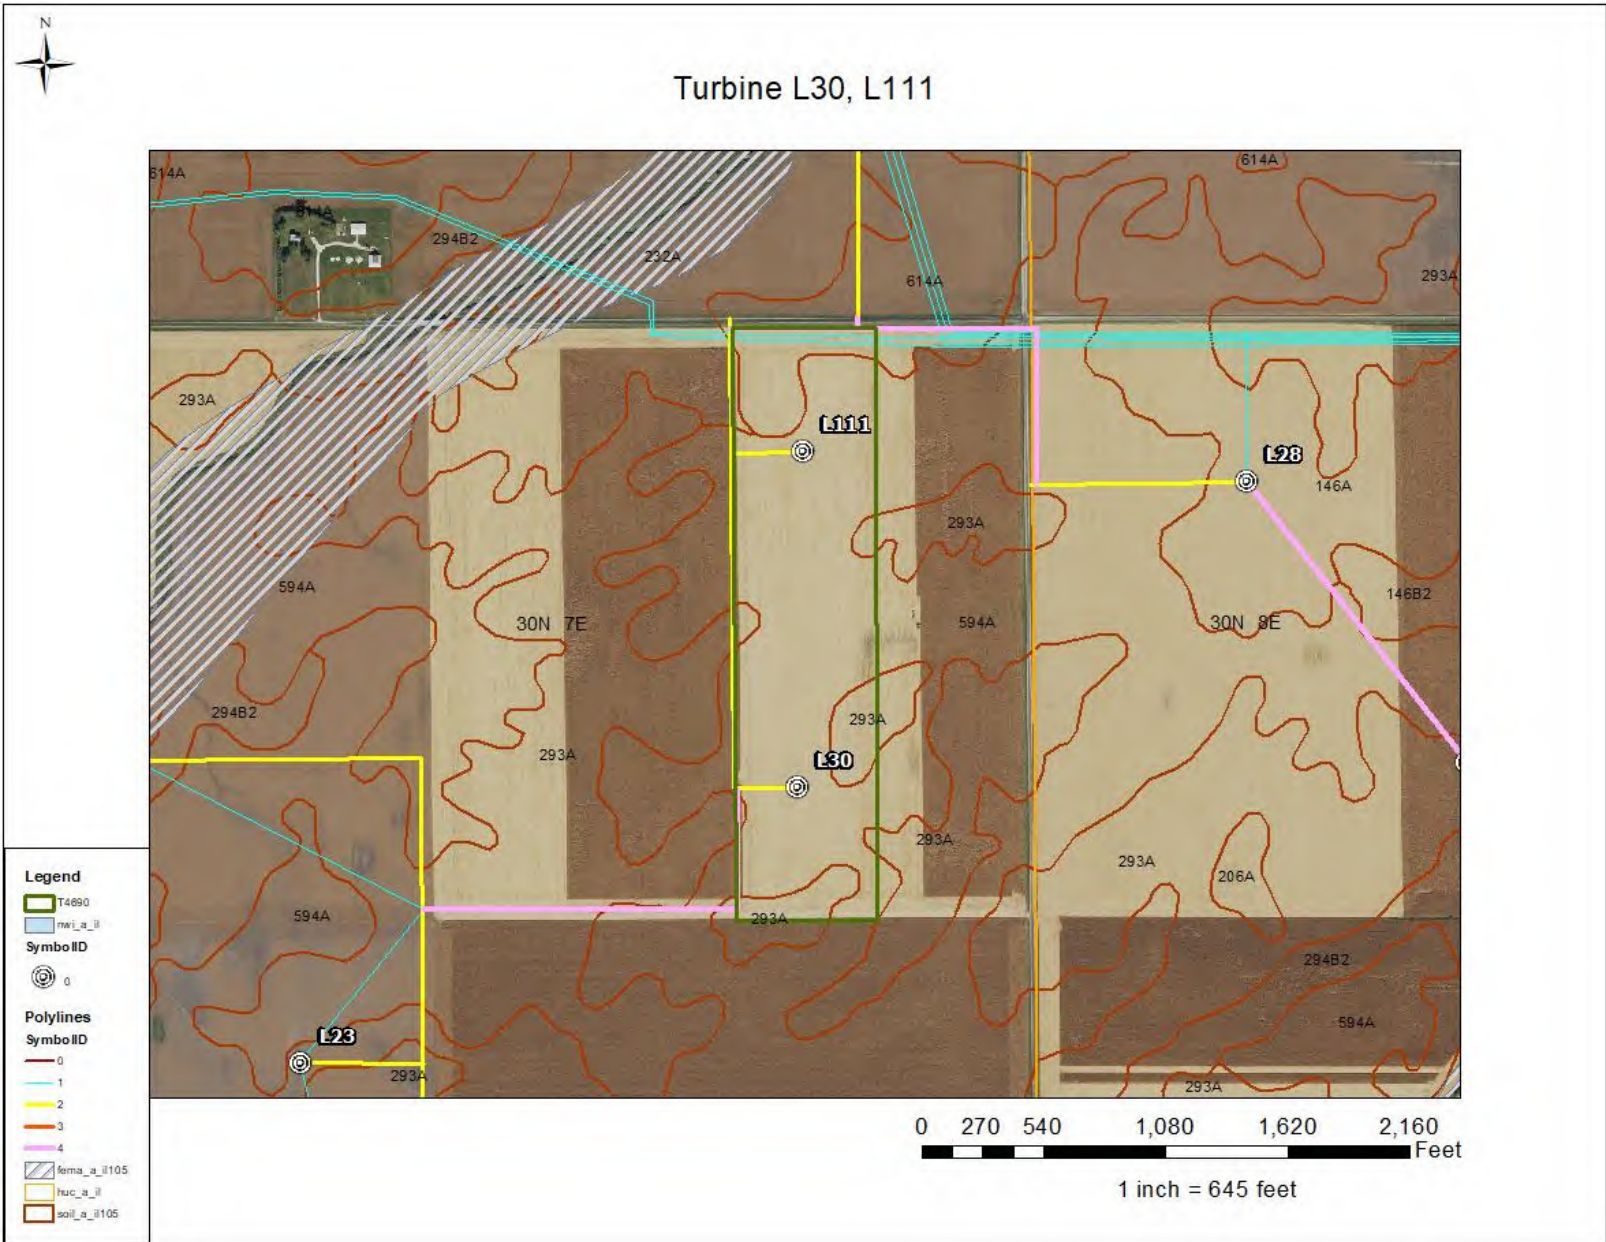 N
Turbine L30, L111
614A
614A
614A
294B2
232A
614A
293A
293A
L111
L28
146A
293A
594A
146B2
30N 7E
594A
30N 8E
294B2
293A
293A
L30
293A
293A
206A
594A
293A
294B2
594A
L23
293A
293A
Legend
T4690
nwi_a_il
SymbolID
0
Polylines
SymbolID
0
1
2
3
4
fema_a_il105
huc_a_il
soil_a_il105
0 270 540 1,080 1,620 2,160
Feet
1 inch = 645 feet